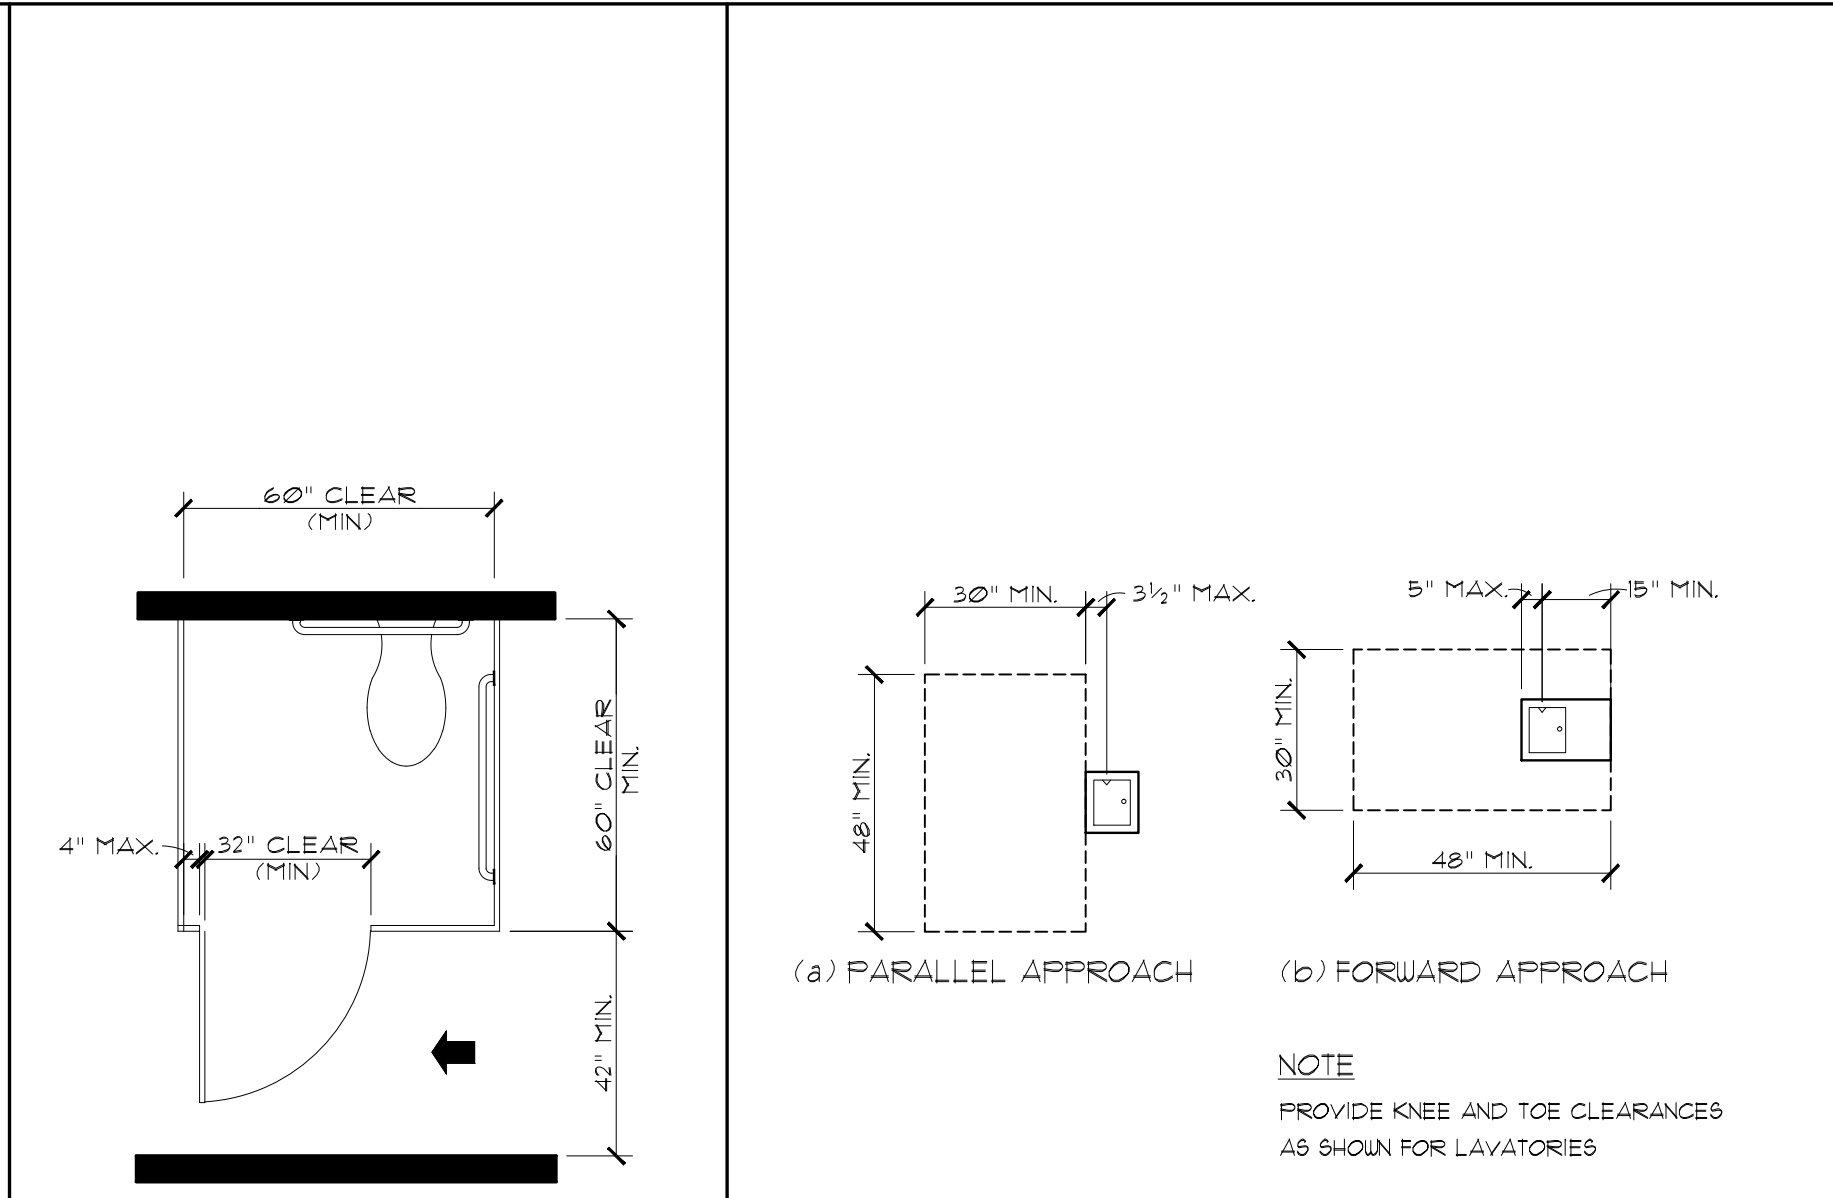 60" CLEAR
(MIN)
60" CLEAR
MIN.
4" MAX.
32" CLEAR
(MIN)
42" MIN.
30" MIN.
3½" MAX.
48" MIN.
(a) PARALLEL APPROACH
5" MAX.
15" MIN.
30" MIN.
48" MIN.
(b) FORWARD APPROACH
NOTE
PROVIDE KNEE AND TOE CLEARANCES
AS SHOWN FOR LAVATORIES